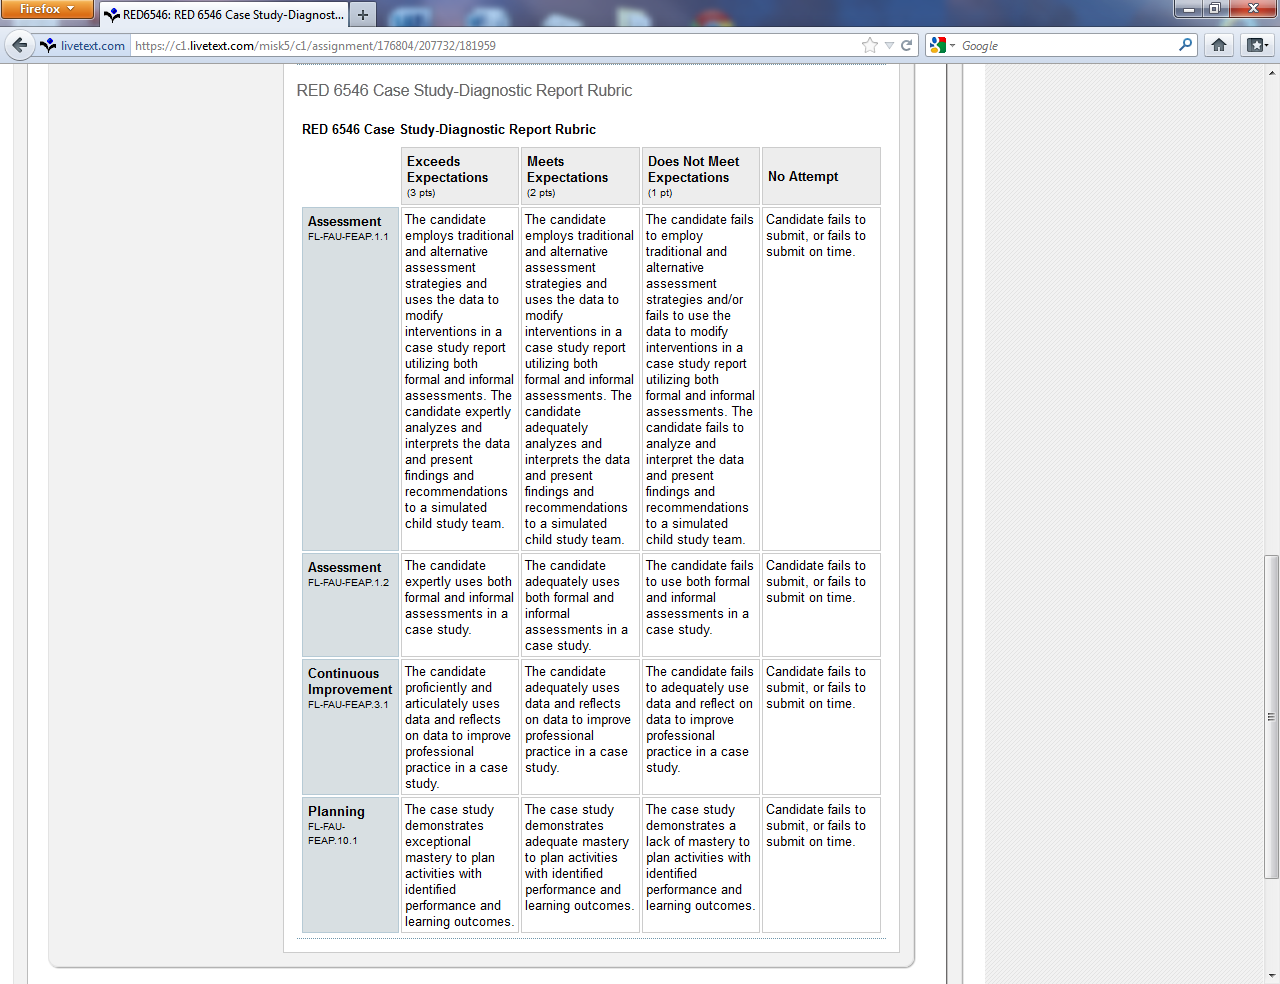 Firefox
RED6546: RED 6546 Case Study-Diagnost...
livetext.com
https://c1.livetext.com/misk5/c1/assignment/176804/207732/181959
Google
RED 6546 Case Study-Diagnostic Report Rubric
RED 6546 Case Study-Diagnostic Report Rubric
Exceeds
Expectations
(3 pts)
Meets
Expectations
(2 pts)
Does Not Meet
Expectations
(1 pt)
No Attempt
Assessment
FL-FAU-FEAP.1.1
The candidate
employs traditional
and alternative
assessment
strategies and
uses the data to
modify
interventions in a
case study report
utilizing both
formal and informal
assessments. The
candidate expertly
analyzes and
interprets the data
and present
findings and
recommendations
to a simulated
child study team.
The candidate
employs traditional
and alternative
assessment
strategies and
uses the data to
modify
interventions in a
case study report
utilizing both
formal and informal
assessments. The
candidate
adequately
analyzes and
interprets the data
and present
findings and
recommendations
to a simulated
child study team.
The candidate fails
to employ
traditional and
alternative
assessment
strategies and/or
fails to use the
data to modify
interventions in a
case study report
utilizing both
formal and informal
assessments. The
candidate fails to
analyze and
interpret the data
and present
findings and
recommendations
to a simulated
child study team.
Candidate fails to
submit, or fails to
submit on time.
Assessment
FL-FAU-FEAP.1.2
The candidate
expertly uses both
formal and informal
assessments in a
case study.
The candidate
adequately uses
both formal and
informal
assessments in a
case study.
The candidate fails
to use both formal
and informal
assessments in a
case study.
Candidate fails to
submit, or fails to
submit on time.
Continuous
Improvement
FL-FAU-FEAP.3.1
The candidate
proficiently and
articulately uses
data and reflects
on data to improve
professional
practice in a case
study.
The candidate
adequately uses
data and reflects
on data to improve
professional
practice in a case
study.
The candidate fails
to adequately use
data and reflect on
data to improve
professional
practice in a case
study.
Candidate fails to
submit, or fails to
submit on time.
Planning
FL-FAU-
FEAP.10.1
The case study
demonstrates
exceptional
mastery to plan
activities with
identified
performance and
learning outcomes.
The case study
demonstrates
adequate mastery
to plan activities
with identified
performance and
learning outcomes.
The case study
demonstrates a
lack of mastery to
plan activities with
identified
performance and
learning outcomes.
Candidate fails to
submit, or fails to
submit on time.